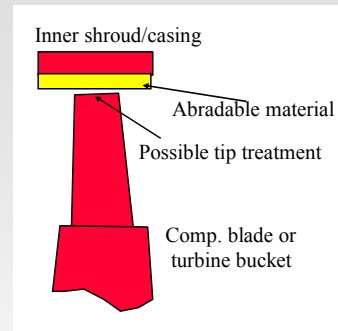 Inner shroud/casing
Abradable material
Possible tip treatment
Comp. blade or
turbine bucket